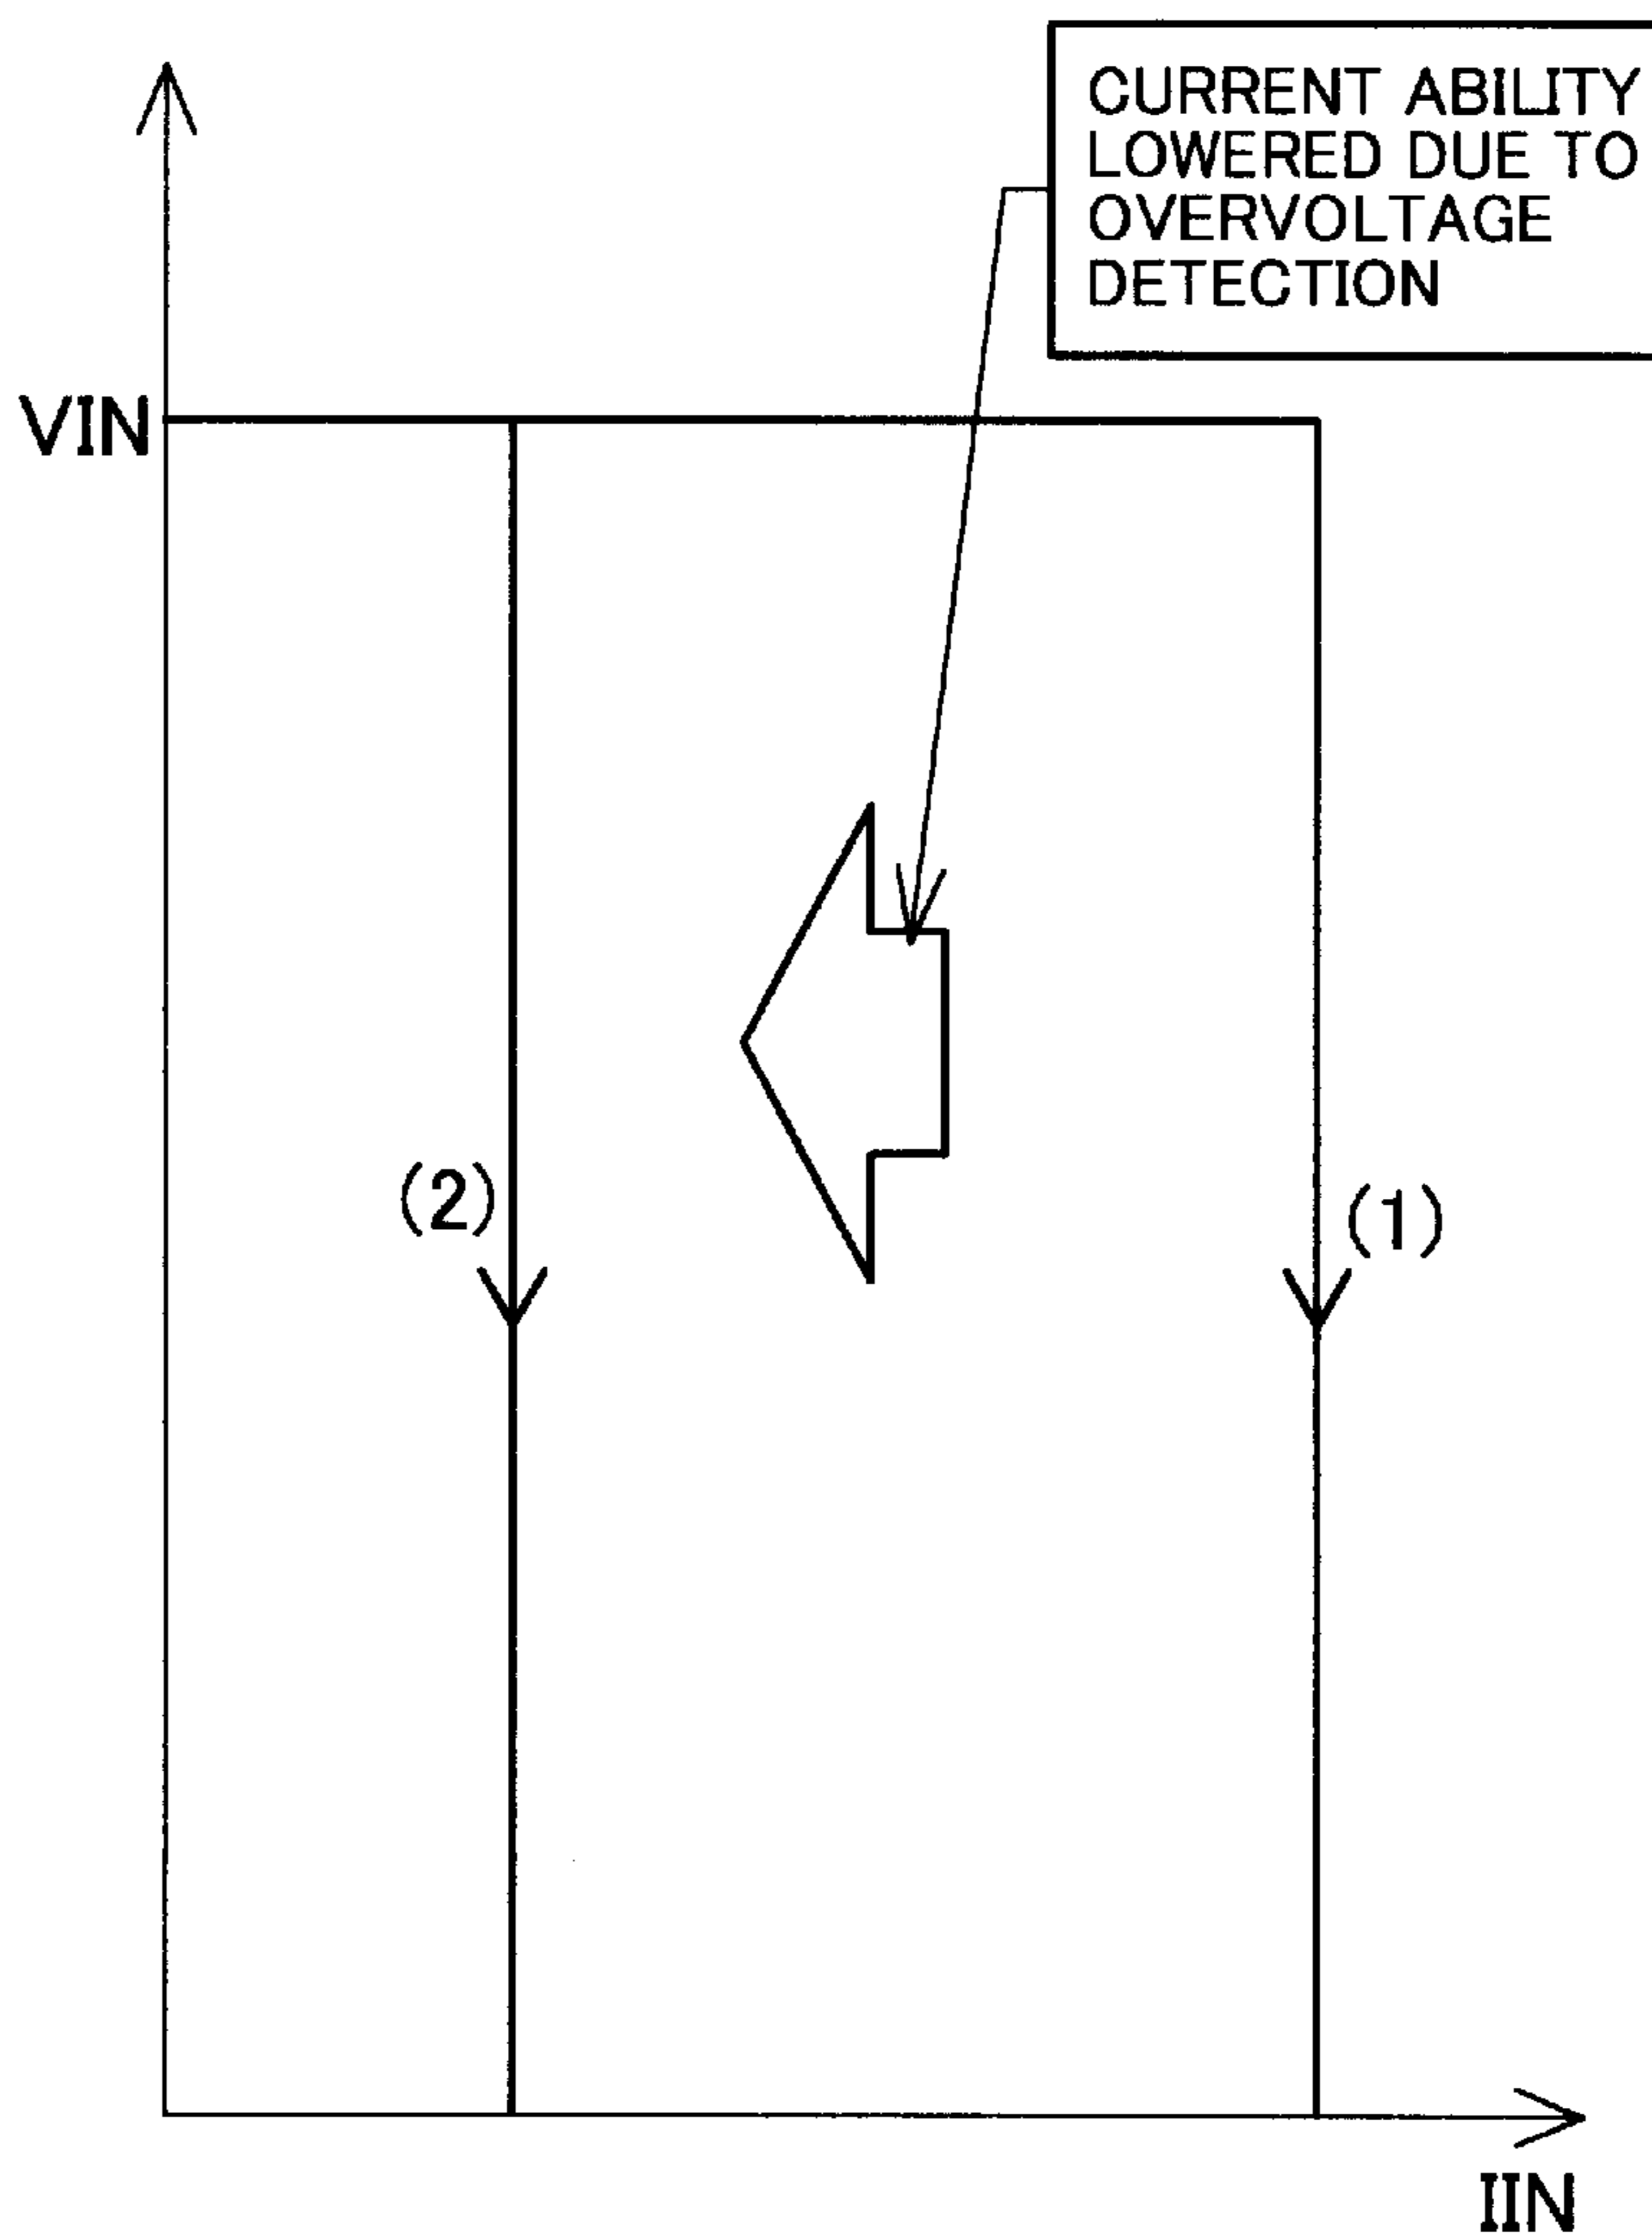 CURRENT ABILITY
LOWERED DUE TO
OVERVOLTAGE
DETECTION
VIN
(2)
(1)
IIN